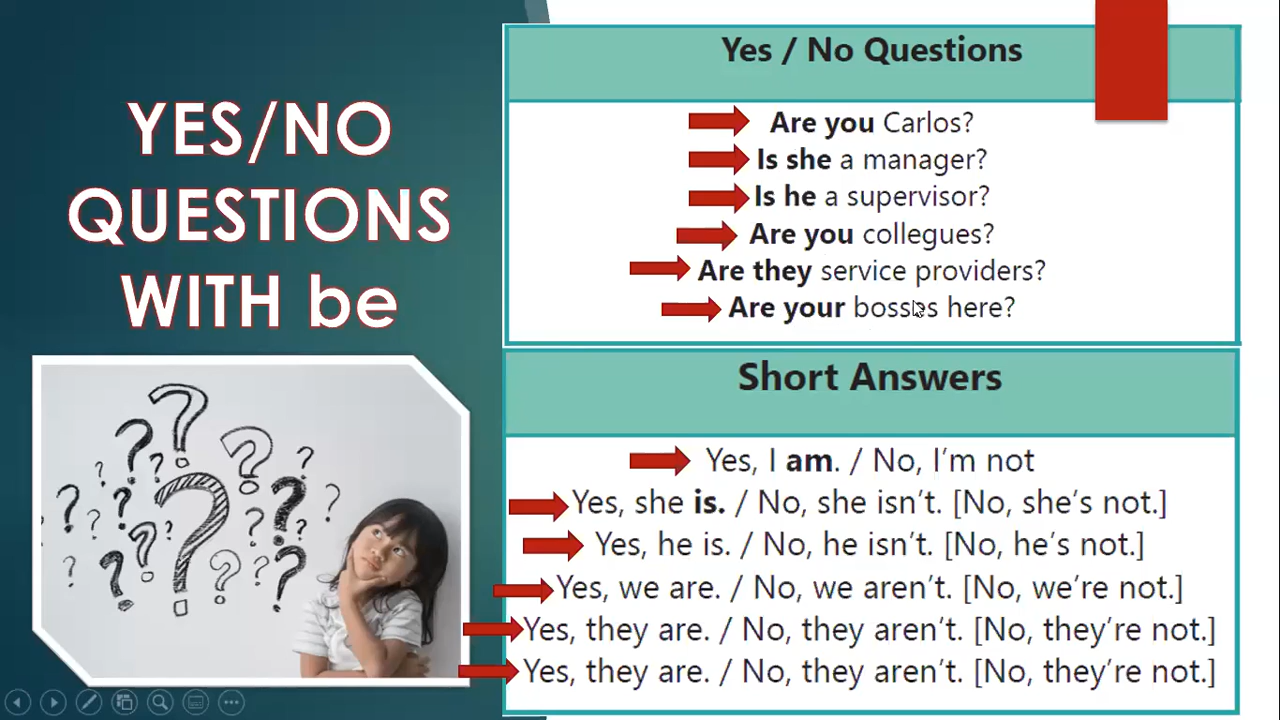 YES/NO
QUESTIONS
WITH be
Yes / No Questions
Are you Carlos?
Is she a manager?
Is he a supervisor?
Are you collegues?
Are they service providers?
Are your bosses here?
Short Answers
Yes, I am. / No, I'm not
Yes, she is. / No, she isn't. [No, she's not.]
Yes, he is. / No, he isn't. [No, he's not.]
Yes, we are. / No, we aren't. [No, we're not.]
Yes, they are. / No, they aren't. [No, they're not.]
Yes, they are. / No, they aren't. [No, they're not.]